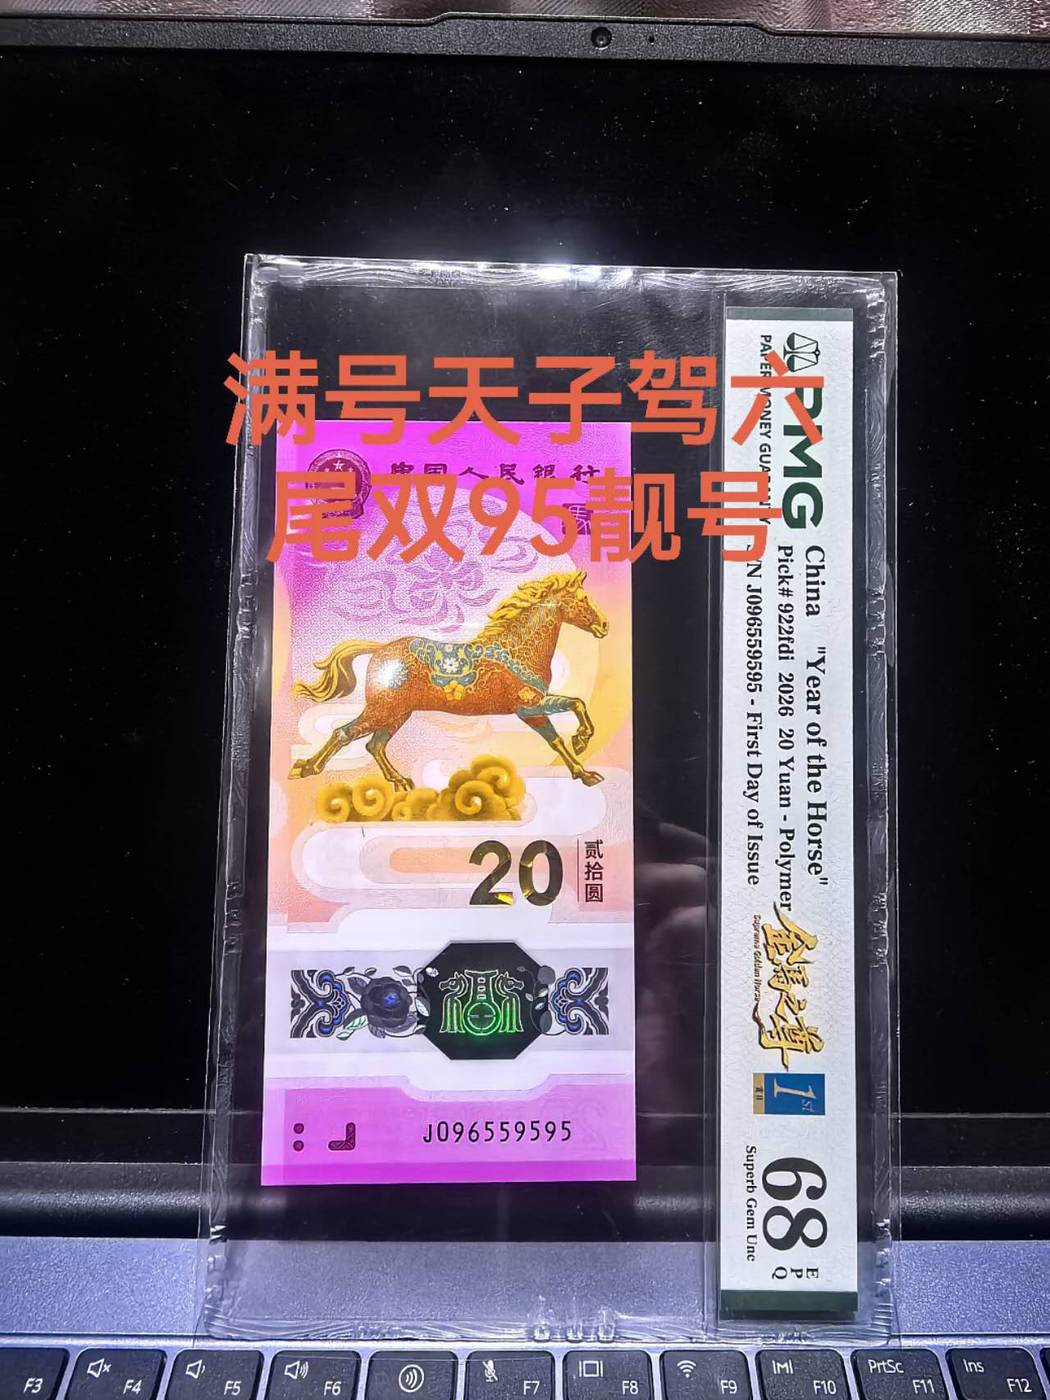 满号天子驾六
尾双95靓号
中国人民银行
20
贰拾圆
J096559595
PMG
PAPER MONEY GUARANTY
China "Year of the Horse"
Pick# 922fdi 2026 20 Yuan - Polymer
S/N J096559595 - First Day of Issue
金马之尊
Supreme Golden Horse
1st
首日
68 EPQ
Superb Gem Unc
F3
F4
F5
F6
F7
F8
F9
F10
PrtSc
F11
Ins
F12